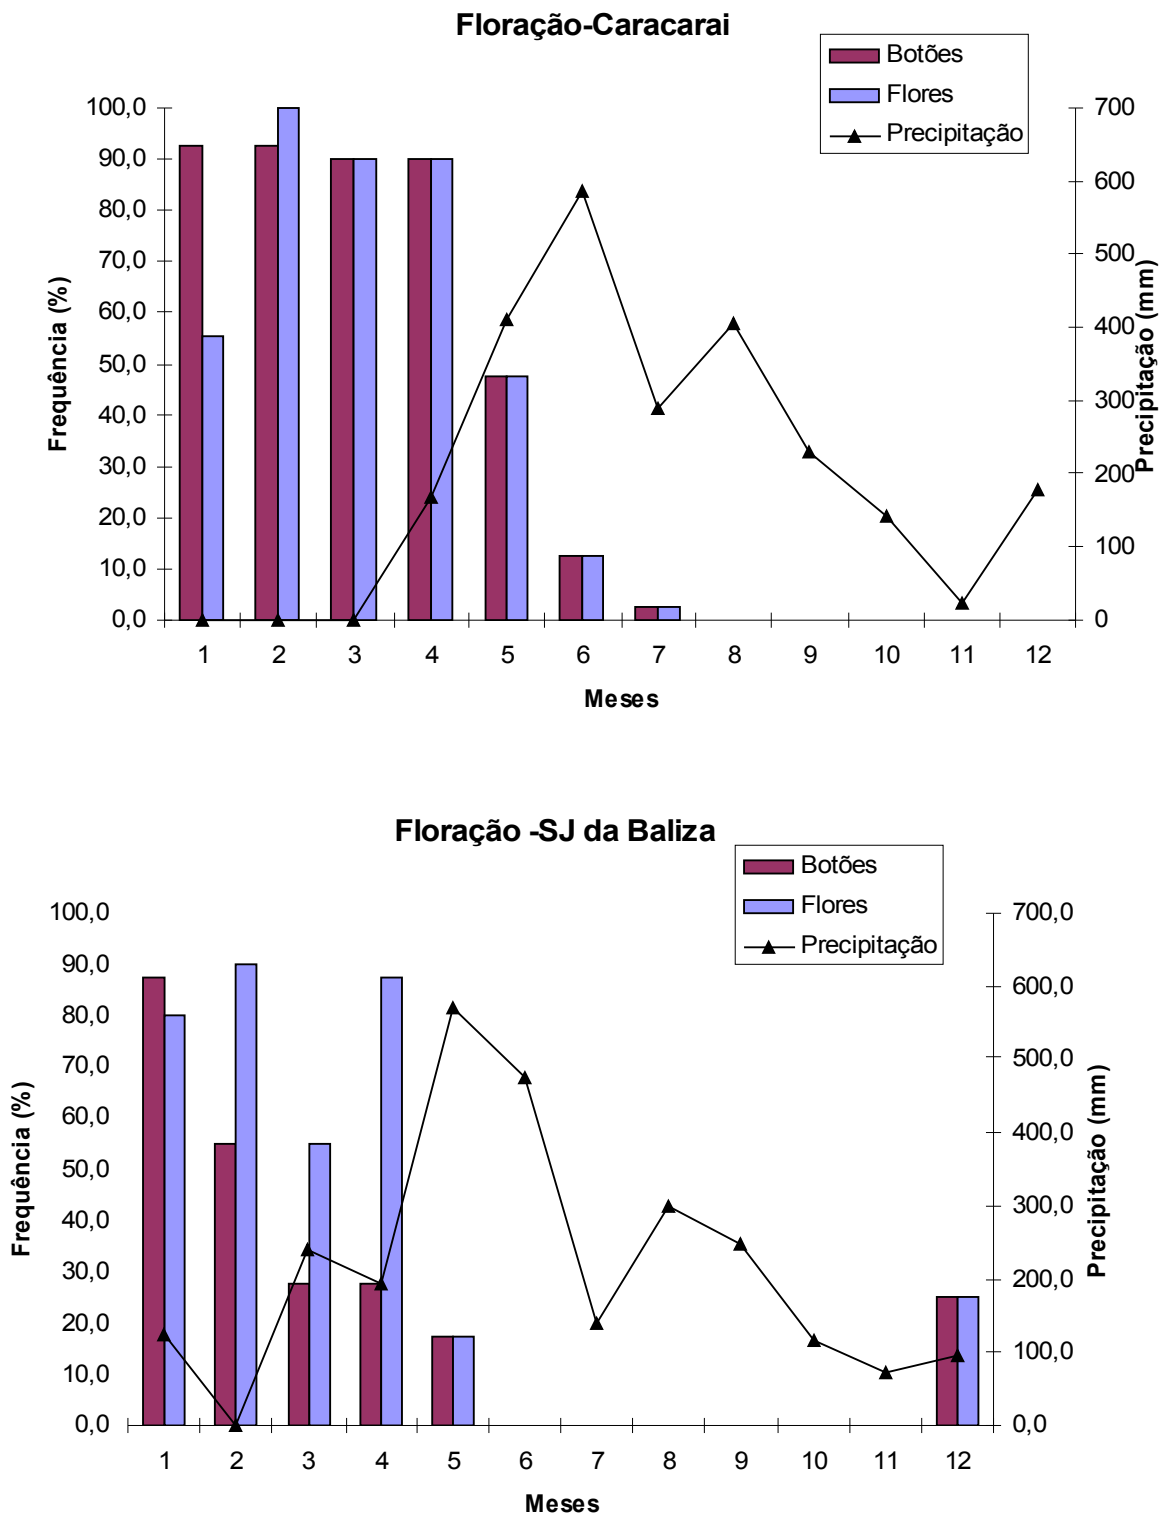 Floração-Caracarai
Botões
Flores
Precipitação
100,0
90,0
80,0
70,0
60,0
50,0
40,0
30,0
20,0
10,0
0,0
Frequência (%)
700
600
500
400
300
200
100
0
Precipitação (mm)
1 2 3 4 5 6 7 8 9 10 11 12
Meses
Floração -SJ da Baliza
Botões
Flores
Precipitação
100,0
90,0
80,0
70,0
60,0
50,0
40,0
30,0
20,0
10,0
0,0
Frequência (%)
700,0
600,0
500,0
400,0
300,0
200,0
100,0
0,0
Precipitação (mm)
1 2 3 4 5 6 7 8 9 10 11 12
Meses